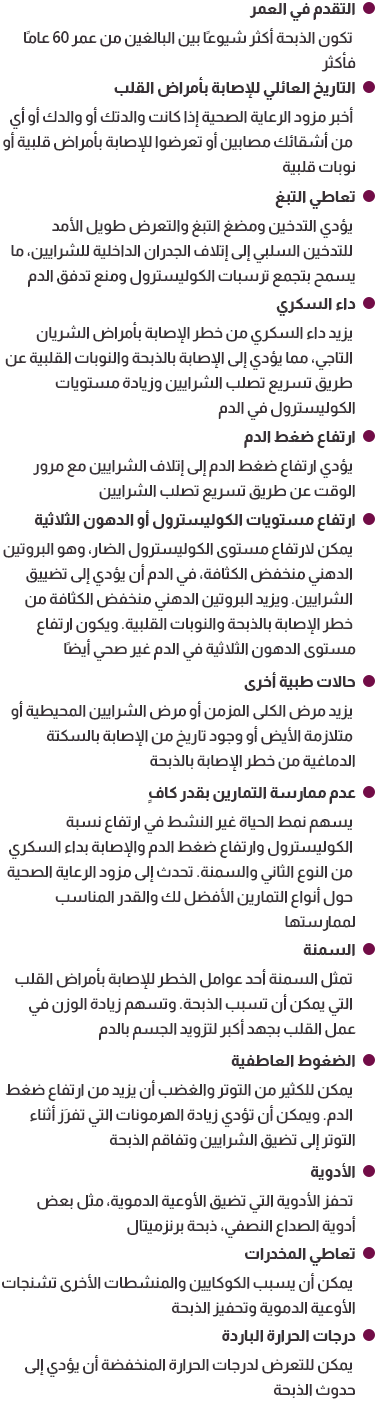 ● التقدم في العمر
تكون الذبحة أكثر شيوعًا بين البالغين من عمر 60 عامًا
فأكثر
● التاريخ العائلي للإصابة بأمراض القلب
أخبر مزود الرعاية الصحية إذا كانت والدتك أو والدك أو أي
من أشقائك مصابين أو تعرضوا للإصابة بأمراض قلبية أو
نوبات قلبية
● تعاطي التبغ
يؤدي التدخين ومضغ التبغ والتعرض طويل الأمد
للتدخين السلبي إلى إتلاف الجدران الداخلية للشرايين، ما
يسمح بتجمع ترسبات الكوليسترول ومنع تدفق الدم
● داء السكري
يزيد داء السكري من خطر الإصابة بأمراض الشريان
التاجي، مما يؤدي إلى الإصابة بالذبحة والنوبات القلبية عن
طريق تسريع تصلب الشرايين وزيادة مستويات
الكوليسترول في الدم
● ارتفاع ضغط الدم
يؤدي ارتفاع ضغط الدم إلى إتلاف الشرايين مع مرور
الوقت عن طريق تسريع تصلب الشرايين
● ارتفاع مستويات الكوليسترول أو الدهون الثلاثية
يمكن لارتفاع مستوى الكوليسترول الضار، وهو البروتين
الدهني منخفض الكثافة، في الدم أن يؤدي إلى تضييق
الشرايين. ويزيد البروتين الدهني منخفض الكثافة من
خطر الإصابة بالذبحة والنوبات القلبية. ويكون ارتفاع
مستوى الدهون الثلاثية في الدم غير صحي أيضًا
● حالات طبية أخرى
يزيد مرض الكلى المزمن أو مرض الشرايين المحيطية أو
متلازمة الأيض أو وجود تاريخ من الإصابة بالسكتة
الدماغية من خطر الإصابة بالذبحة
● عدم ممارسة التمارين بقدر كافٍ
يسهم نمط الحياة غير النشط في ارتفاع نسبة
الكوليسترول وارتفاع ضغط الدم والإصابة بداء السكري
من النوع الثاني والسمنة. تحدث إلى مزود الرعاية الصحية
حول أنواع التمارين الأفضل لك والقدر المناسب
لممارستها
● السمنة
تمثل السمنة أحد عوامل الخطر للإصابة بأمراض القلب
التي يمكن أن تسبب الذبحة. وتسهم زيادة الوزن في
عمل القلب بجهد أكبر لتزويد الجسم بالدم
● الضغوط العاطفية
يمكن للكثير من التوتر والغضب أن يزيد من ارتفاع ضغط
الدم. ويمكن أن تؤدي زيادة الهرمونات التي تفرَز أثناء
التوتر إلى تضيق الشرايين وتفاقم الذبحة
● الأدوية
تحفز الأدوية التي تضيق الأوعية الدموية، مثل بعض
أدوية الصداع النصفي، ذبحة برنزميتال
● تعاطي المخدرات
يمكن أن يسبب الكوكايين والمنشطات الأخرى تشنجات
الأوعية الدموية وتحفيز الذبحة
● درجات الحرارة الباردة
يمكن للتعرض لدرجات الحرارة المنخفضة أن يؤدي إلى
حدوث الذبحة